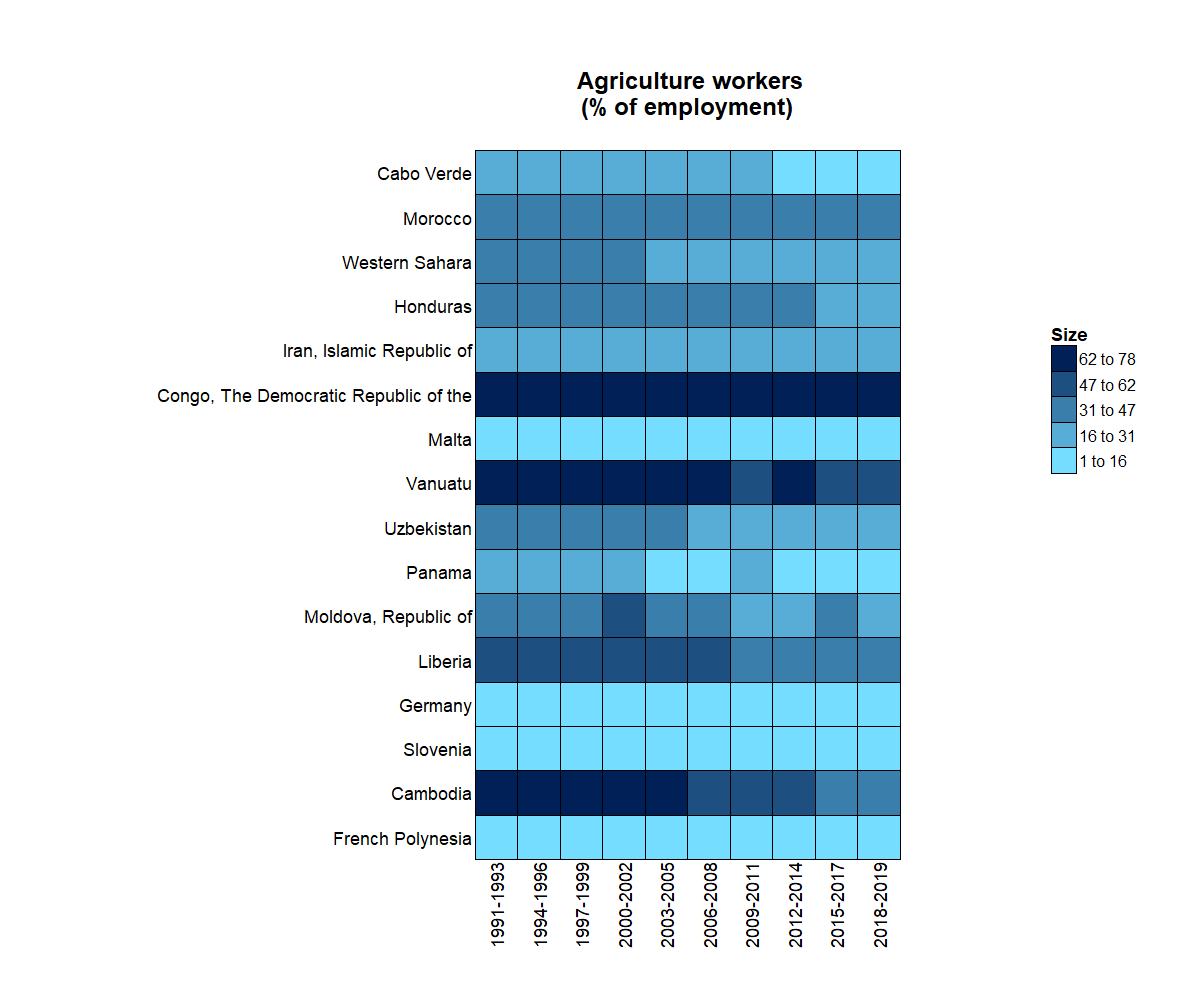 Agriculture workers
(% of employment)
Cabo Verde
Morocco
Western Sahara
Honduras
Iran, Islamic Republic of
Congo, The Democratic Republic of the
Malta
Vanuatu
Uzbekistan
Panama
Moldova, Republic of
Liberia
Germany
Slovenia
Cambodia
French Polynesia
1991-1993
1994-1996
1997-1999
2000-2002
2003-2005
2006-2008
2009-2011
2012-2014
2015-2017
2018-2019
Size
62 to 78
47 to 62
31 to 47
16 to 31
1 to 16